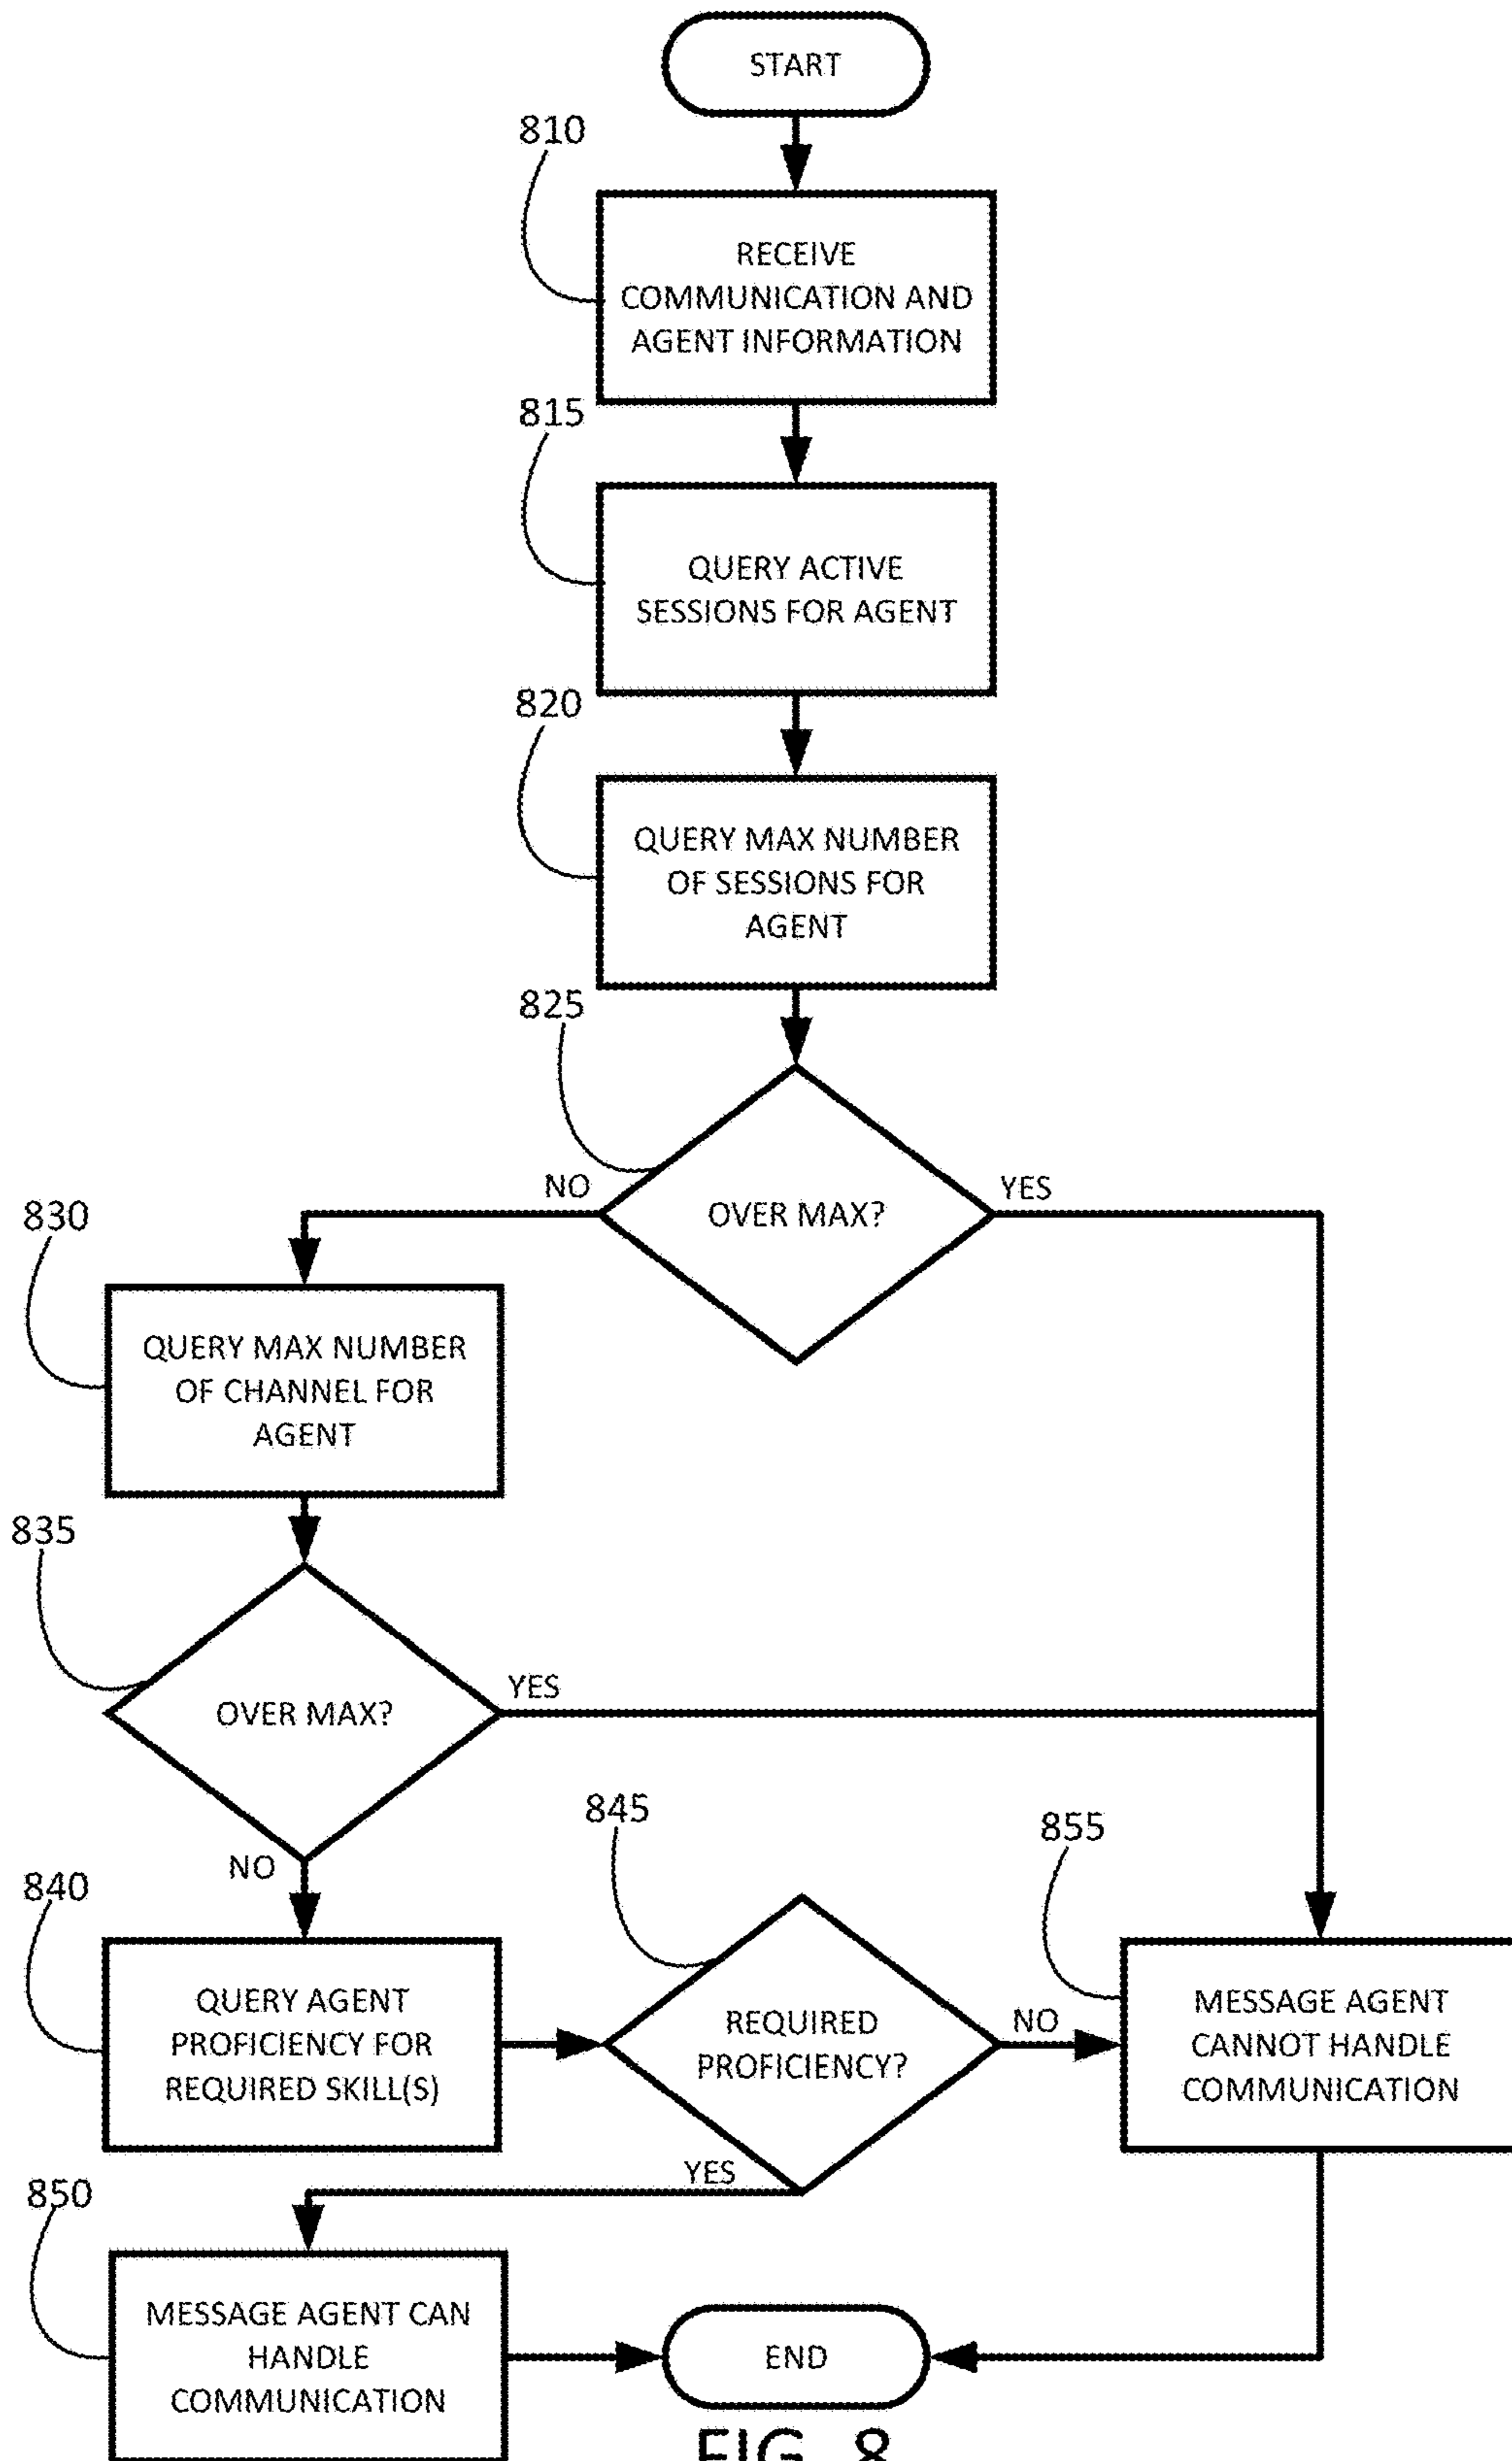 START
810
RECEIVE
COMMUNICATION AND
AGENT INFORMATION
815
QUERY ACTIVE
SESSIONS FOR AGENT
820
QUERY MAX NUMBER
OF SESSIONS FOR
AGENT
825
OVER MAX?
NO
YES
830
QUERY MAX NUMBER
OF CHANNEL FOR
AGENT
835
OVER MAX?
YES
NO
840
QUERY AGENT
PROFICIENCY FOR
REQUIRED SKILL(S)
845
REQUIRED
PROFICIENCY?
NO
YES
855
MESSAGE AGENT
CANNOT HANDLE
COMMUNICATION
850
MESSAGE AGENT CAN
HANDLE
COMMUNICATION
END
FIG. 8